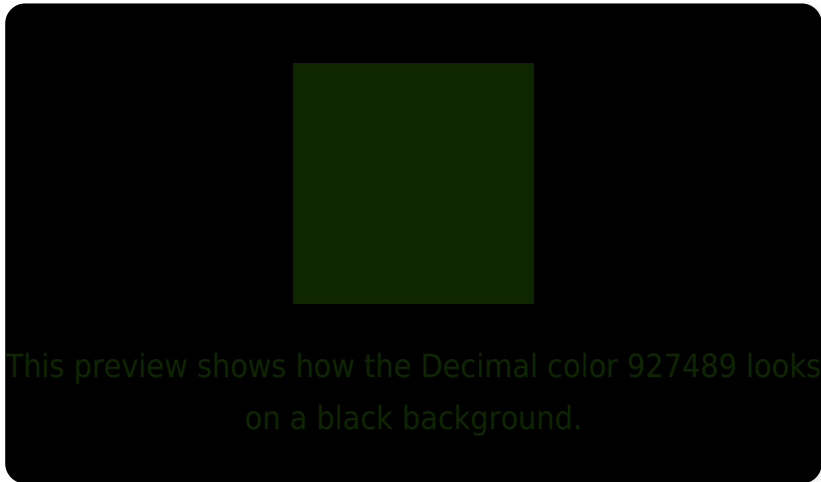 This preview shows how the Decimal color 927489 looks
on a black background.